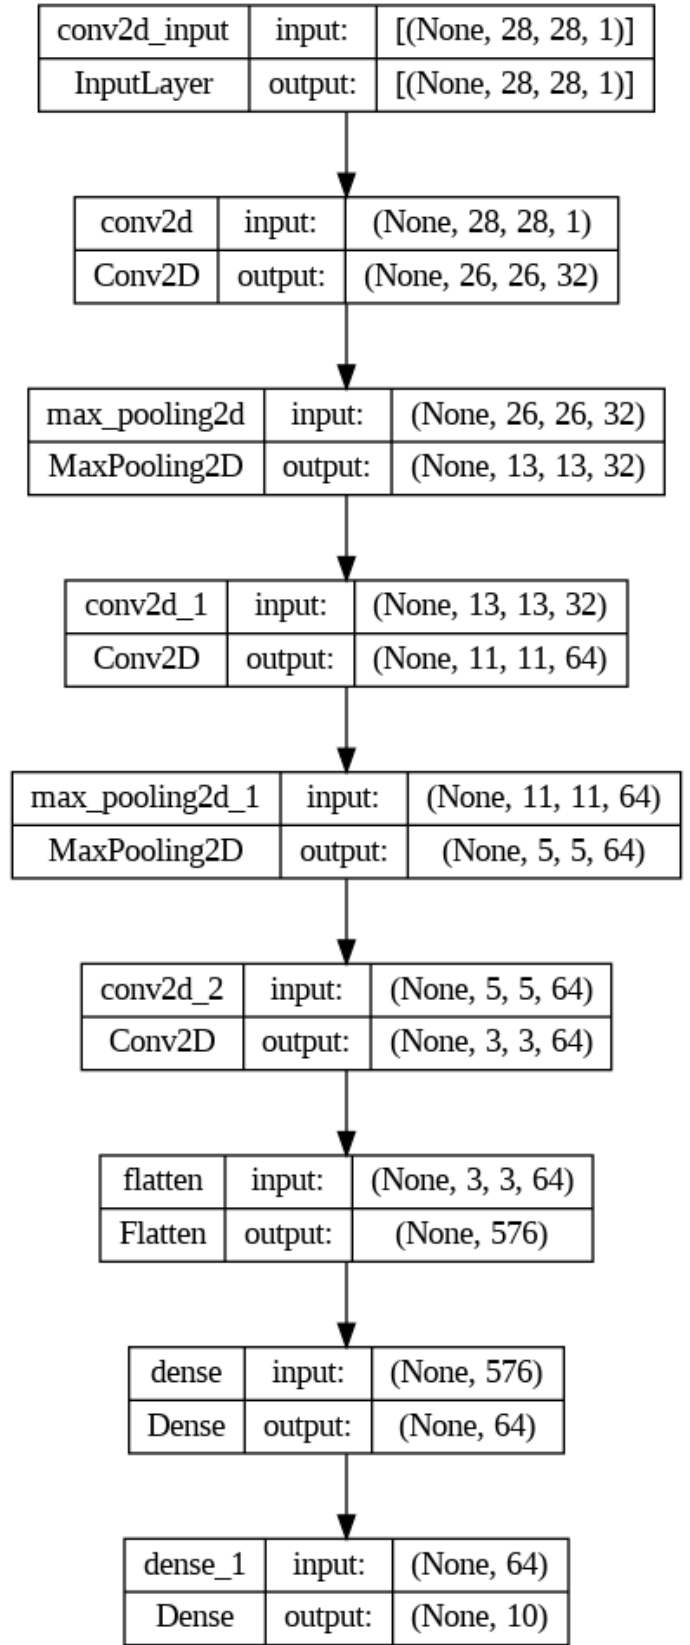 conv2d_input input: [(None, 28, 28, 1)]
InputLayer output: [(None, 28, 28, 1)]
conv2d input: (None, 28, 28, 1)
Conv2D output: (None, 26, 26, 32)
max_pooling2d input: (None, 26, 26, 32)
MaxPooling2D output: (None, 13, 13, 32)
conv2d_1 input: (None, 13, 13, 32)
Conv2D output: (None, 11, 11, 64)
max_pooling2d_1 input: (None, 11, 11, 64)
MaxPooling2D output: (None, 5, 5, 64)
conv2d_2 input: (None, 5, 5, 64)
Conv2D output: (None, 3, 3, 64)
flatten input: (None, 3, 3, 64)
Flatten output: (None, 576)
dense input: (None, 576)
Dense output: (None, 64)
dense_1 input: (None, 64)
Dense output: (None, 10)